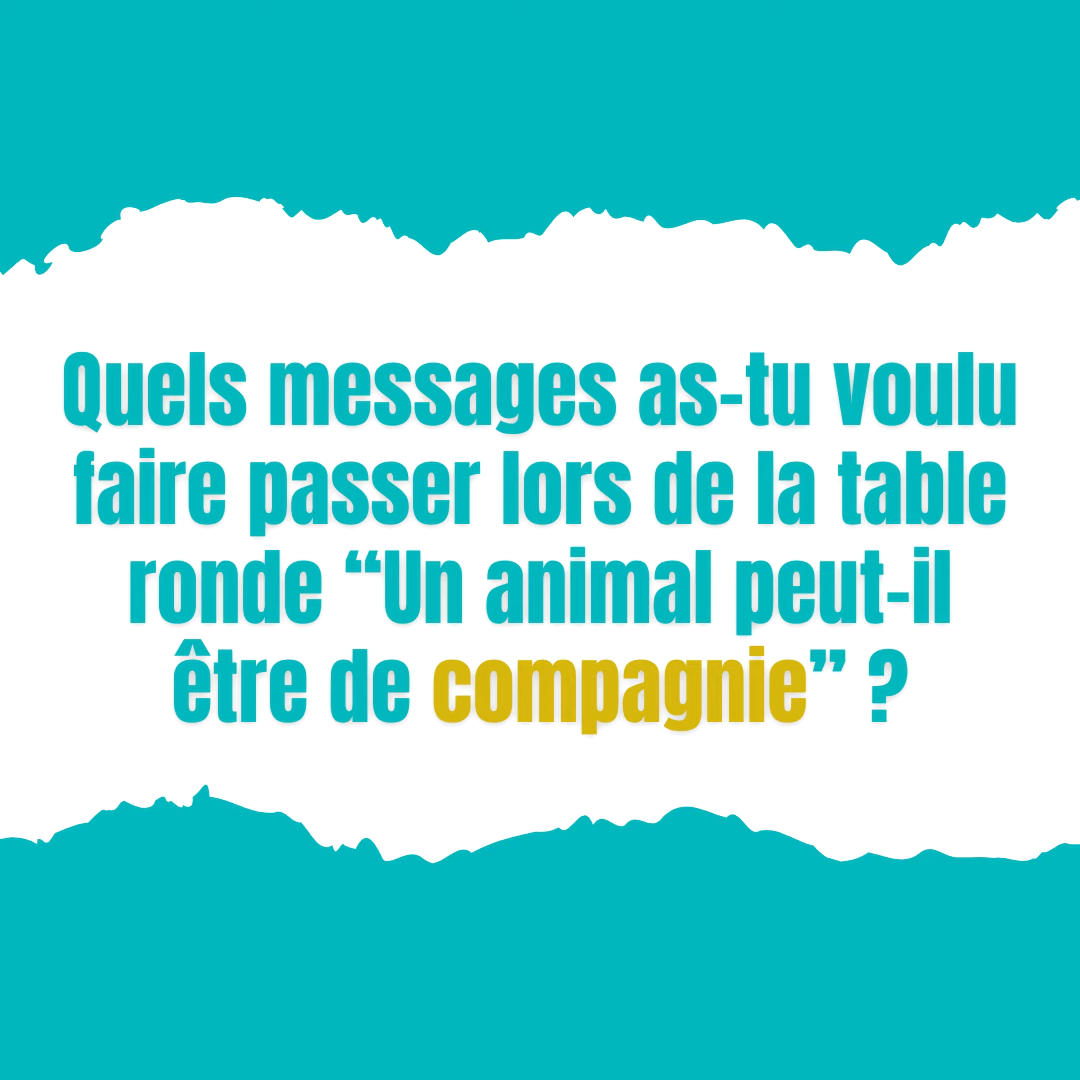 Quels messages as-tu voulu
faire passer lors de la table
ronde “Un animal peut-il
être de compagnie” ?